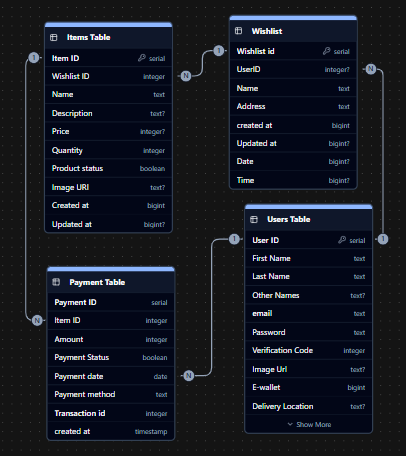 Items Table
Item ID serial
Wishlist ID integer
Name text
Description text?
Price integer?
Quantity integer
Product status boolean
Image URl text?
Created at bigint
Updated at bigint?
Wishlist
Wishlist id serial
UserID integer?
Name text
Address text
created at bigint
Updated at bigint?
Date bigint?
Time bigint?
Payment Table
Payment ID serial
Item ID integer
Amount integer
Payment Status boolean
Payment date date
Payment method text
Transaction id integer
created at timestamp
Users Table
User ID serial
First Name text
Last Name text
Other Names text?
email text
Password text
Verification Code integer
Image Url text?
E-wallet bigint
Delivery Location text?
Show More
1
N
1
N
1
N
1
N